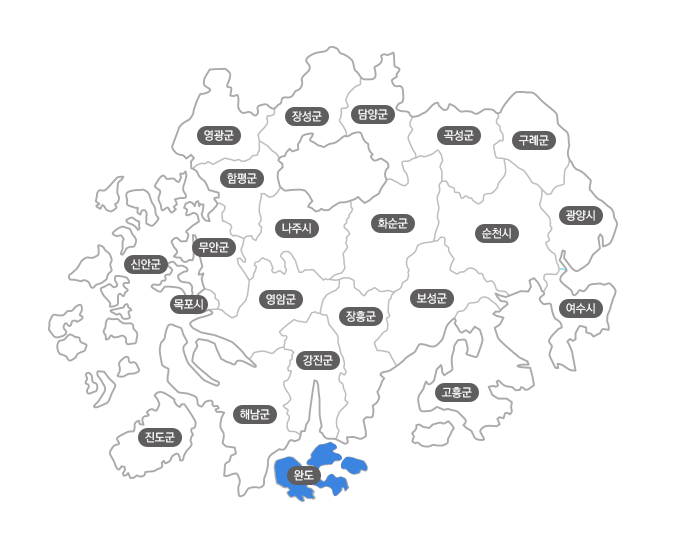 장성군
담양군
영광군
곡성군
구례군
함평군
광양시
나주시
화순군
순천시
무안군
신안군
목포시
영암군
보성군
장흥군
여수시
강진군
고흥군
해남군
진도군
완도